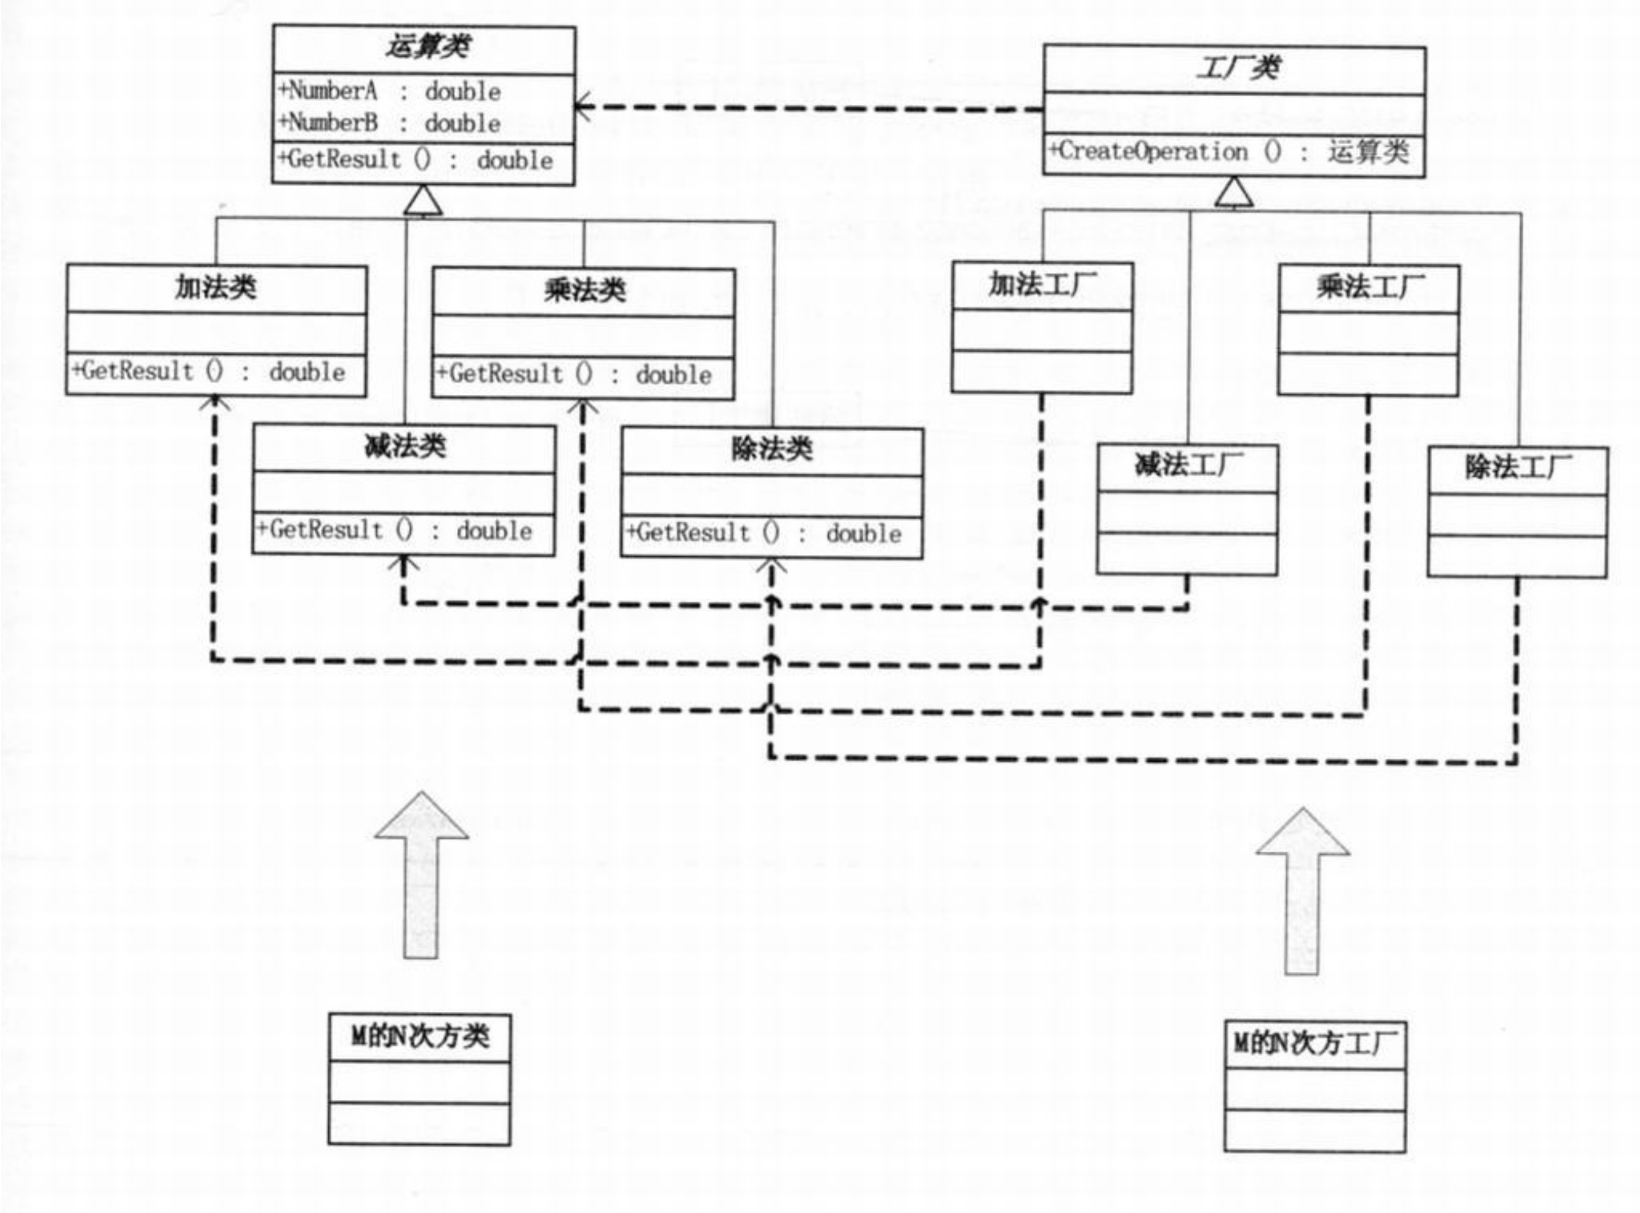 运算类
+NumberA : double
+NumberB : double
+GetResult () : double
工厂类
+CreateOperation () : 运算类
加法类
+GetResult () : double
乘法类
+GetResult () : double
减法类
+GetResult () : double
除法类
+GetResult () : double
加法工厂
乘法工厂
减法工厂
除法工厂
M的N次方类
M的N次方工厂